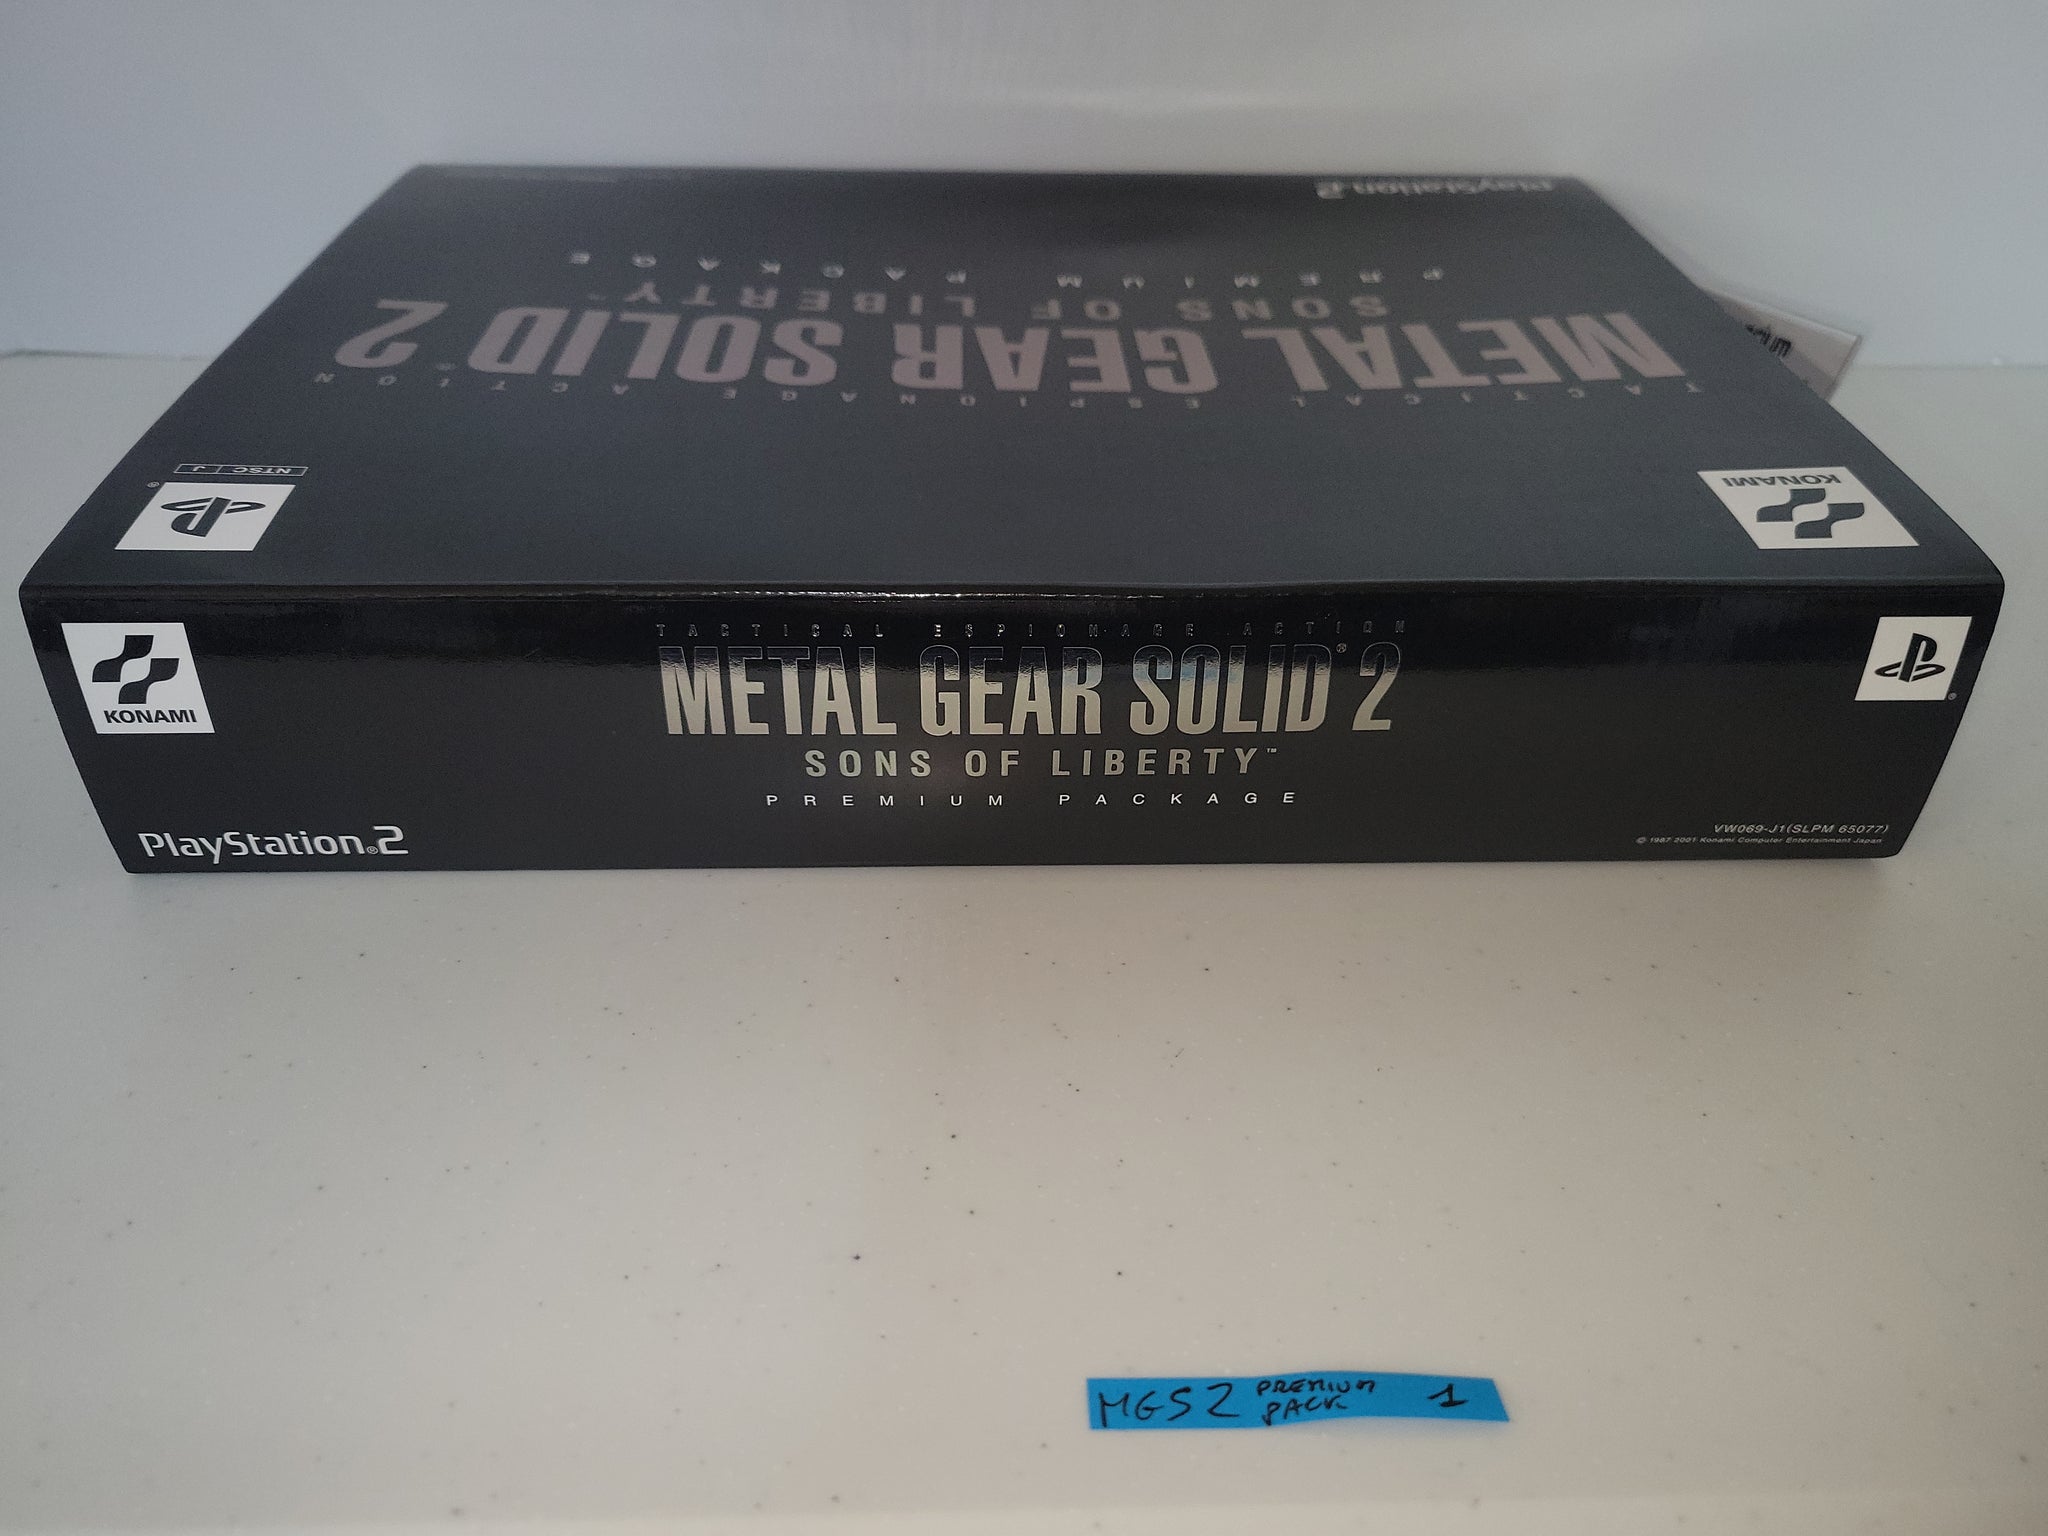 PlayStation 2
PREMIUM PACKAGE
SONS OF LIBERTY™
METAL GEAR SOLID 2
TACTICAL ESPIONAGE ACTION
NTSC J
KONAMI
TACTICAL ESPIONAGE ACTION
METAL GEAR SOLID® 2
SONS OF LIBERTY™
PREMIUM PACKAGE
KONAMI
PlayStation®2
VW069-J1(SLPM 65077)
© 1987 2001 Konami Computer Entertainment Japan
MGS2 PREMIUM PACK 1